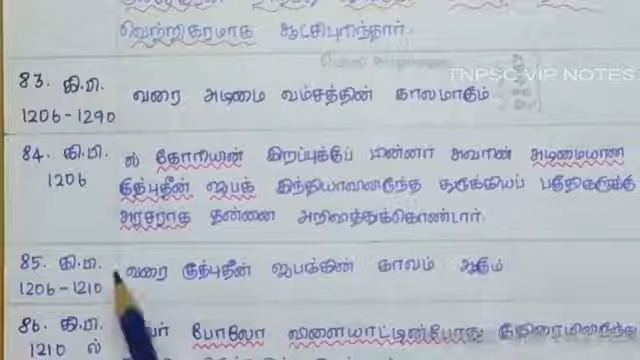 வெற்றிகரமாக ஆட்சிபுரிந்தார்.
TNPSC VIP NOTES
83. கி.பி. 1206-1290 வரை அடிமை வம்சத்தின் காலமாகும்
84. கி.பி. 1206 ல் கோரியின் இறப்புக்குப் பின்னர் அவரின் அடிமையான
குத்புதீன் ஐபக் இந்தியாவிலிருந்த துருக்கியப் பகுதிகளுக்கு
அரசராக தன்னை அறிவித்துக்கொண்டார்.
85. கி.பி. 1206-1210 வரை குத்புதீன் ஐபக்கின் காலம் ஆகும்
86. கி.பி. 1210 ல் போலோ விளையாட்டின்போது குதிரையிலிருந்து